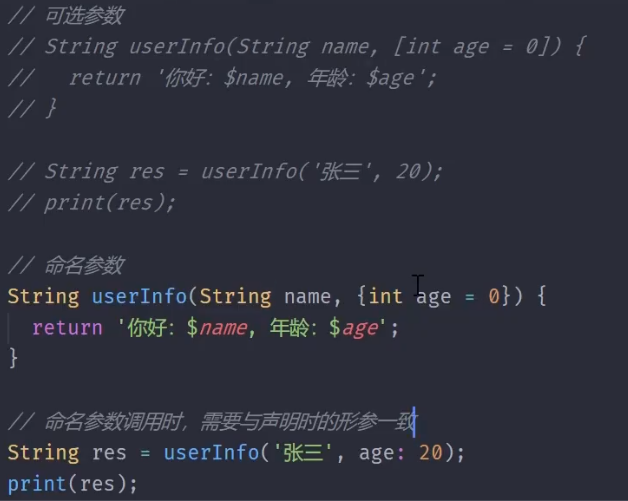 // 可选参数
// String userInfo(String name, [int age = 0]) {
//   return '你好: $name, 年龄: $age';
// }
// String res = userInfo('张三', 20);
// print(res);
// 命名参数
String userInfo(String name, {int age = 0}) {
  return '你好: $name, 年龄: $age';
}
// 命名参数调用时, 需要与声明时的形参一致
String res = userInfo('张三', age: 20);
print(res);